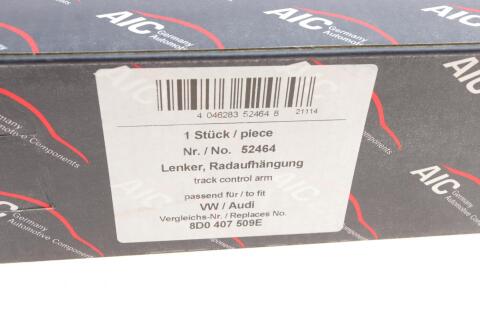 AIC
Germany
Automotive
AIC
Germany
Automotive Components
4 046283 52464 8
21114
1 Stück / piece
Nr. / No. 52464
Lenker, Radaufhängung
track control arm
passend für / to fit
VW / Audi
Vergleichs-Nr. / Replaces No.
8D0 407 509E
AIC
Germany
Automotive Components
AIC
Germany
Automotive Components